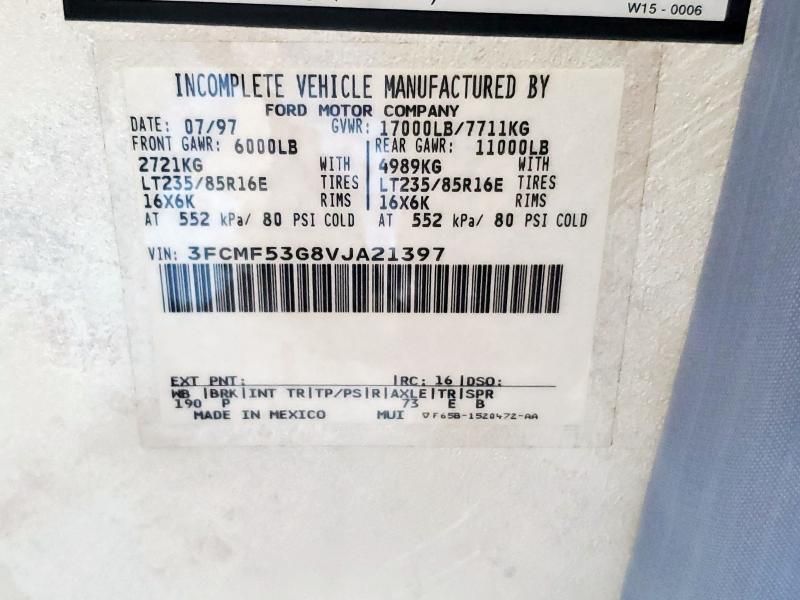 W15 - 0006
INCOMPLETE VEHICLE MANUFACTURED BY
FORD MOTOR COMPANY
DATE: 07/97 GVWR: 17000LB/7711KG
FRONT GAWR: 6000LB REAR GAWR: 11000LB
2721KG WITH 4989KG WITH
LT235/85R16E TIRES LT235/85R16E TIRES
16X6K RIMS 16X6K RIMS
AT 552 kPa/ 80 PSI COLD AT 552 kPa/ 80 PSI COLD
VIN: 3FCMF53G8VJA21397
EXT PNT: |RC: 16 |DSO:
WB |BRK|INT TR|TP/PS|R|AXLE|TR|SPR
190 P 73 E B
MADE IN MEXICO MUI ▽F65B-1520472-AA